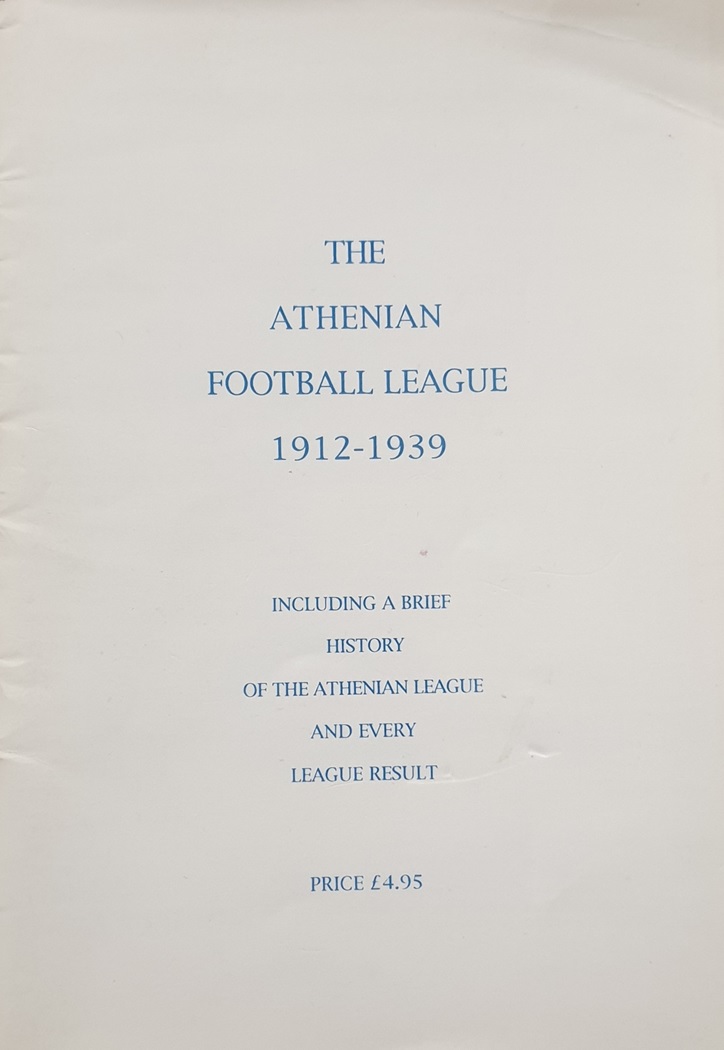 THE
ATHENIAN
FOOTBALL LEAGUE
1912-1939
INCLUDING A BRIEF
HISTORY
OF THE ATHENIAN LEAGUE
AND EVERY
LEAGUE RESULT
PRICE £4.95